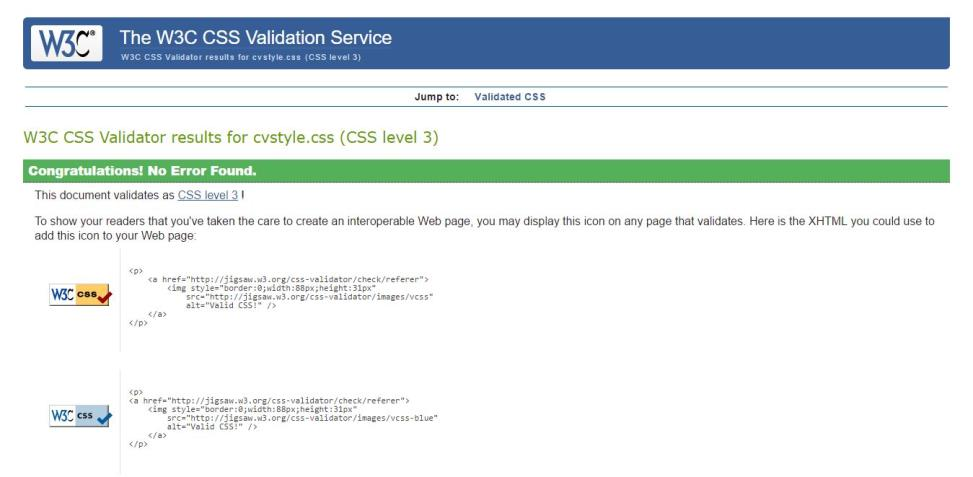 W3C® The W3C CSS Validation Service
W3C CSS Validator results for cvstyle.css (CSS level 3)
Jump to: Validated CSS
W3C CSS Validator results for cvstyle.css (CSS level 3)
Congratulations! No Error Found.
This document validates as CSS level 3 !
To show your readers that you've taken the care to create an interoperable Web page, you may display this icon on any page that validates. Here is the XHTML you could use to
add this icon to your Web page:
W3C css
<p>
<a href="http://jigsaw.w3.org/css-validator/check/referer">
<img style="border:0;width:88px;height:31px"
src="http://jigsaw.w3.org/css-validator/images/vcss"
alt="Valid CSS!" />
</a>
</p>
W3C css
<p>
<a href="http://jigsaw.w3.org/css-validator/check/referer">
<img style="border:0;width:88px;height:31px"
src="http://jigsaw.w3.org/css-validator/images/vcss-blue"
alt="Valid CSS!" />
</a>
</p>